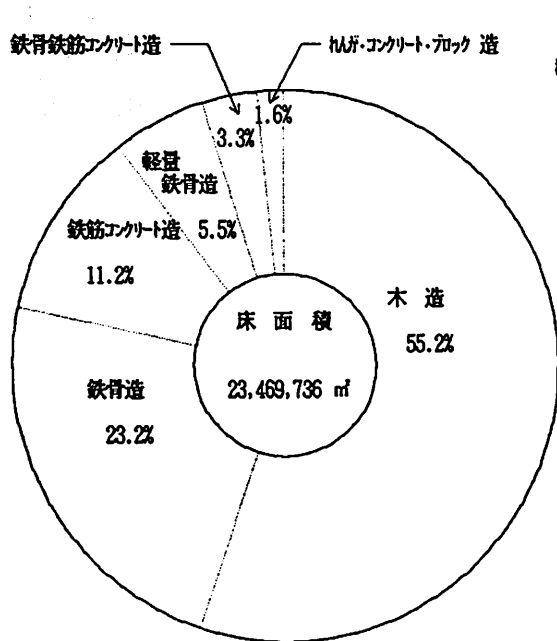 鉄骨鉄筋コンクリート造
れんが・コンクリート・ブロック 造
1.6%
3.3%
軽量
鉄骨造
5.5%
鉄筋コンクリート造
11.2%
木 造
55.2%
床 面 積
23,469,736 ㎡
鉄骨造
23.2%